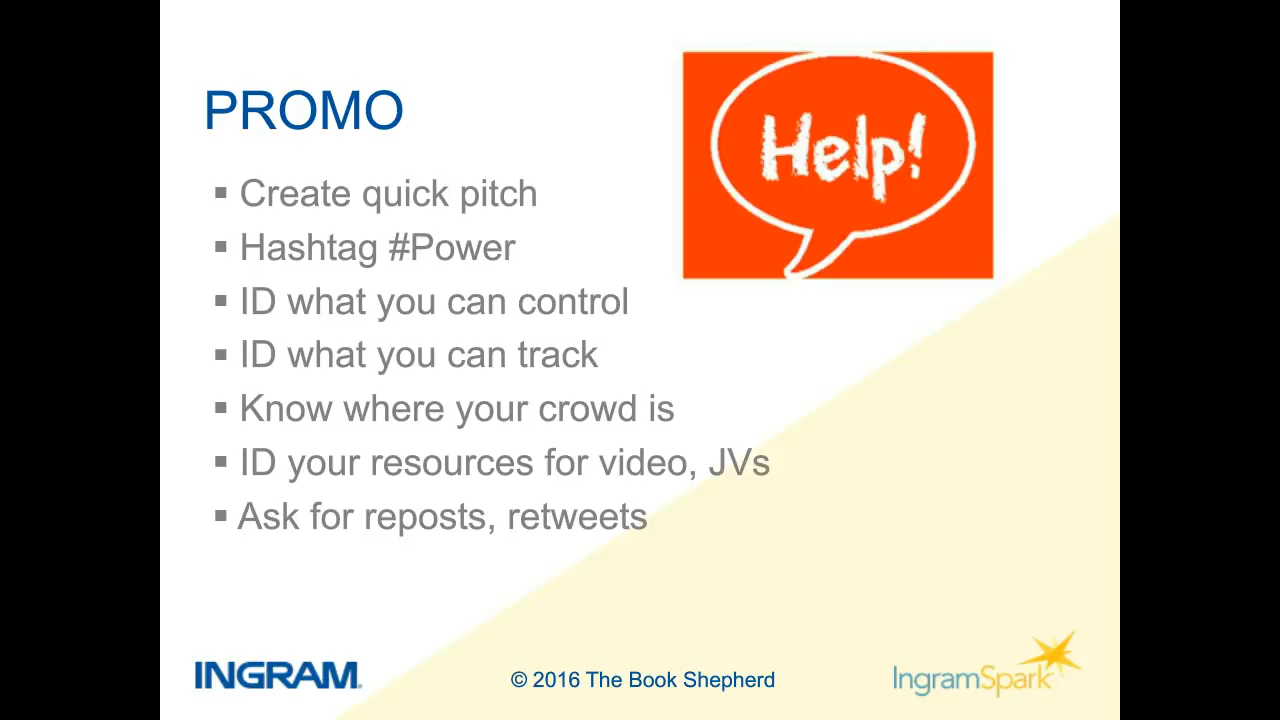 PROMO
Help!
▪ Create quick pitch
▪ Hashtag #Power
▪ ID what you can control
▪ ID what you can track
▪ Know where your crowd is
▪ ID your resources for video, JVs
▪ Ask for reposts, retweets
INGRAM
© 2016 The Book Shepherd
IngramSpark